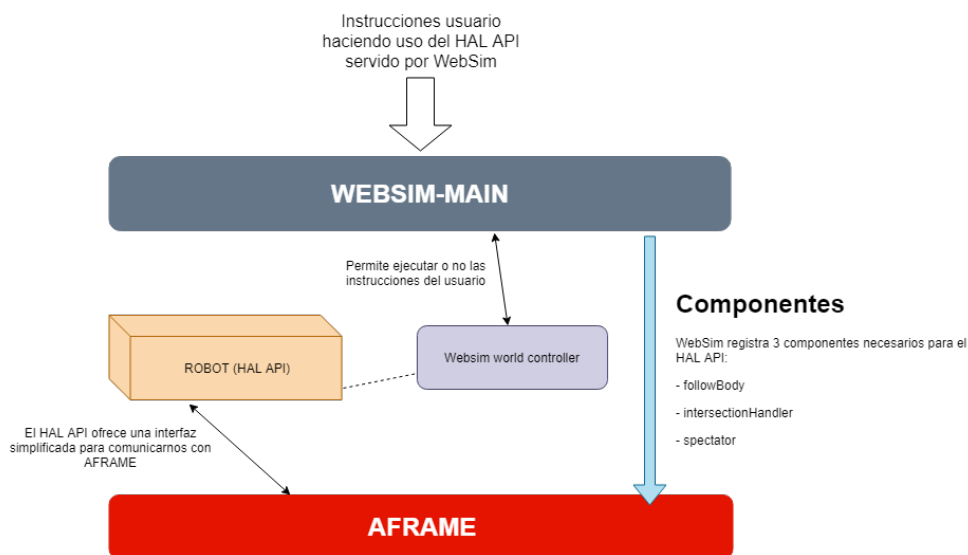 Instrucciones usuario
haciendo uso del HAL API
servido por WebSim
WEBSIM-MAIN
Permite ejecutar o no las
instrucciones del usuario
Componentes
WebSim registra 3 componentes necesarios para el
HAL API:
- followBody
- intersectionHandler
- spectator
ROBOT (HAL API)
Websim world controller
El HAL API ofrece una interfaz
simplificada para comunicarnos con
AFRAME
AFRAME